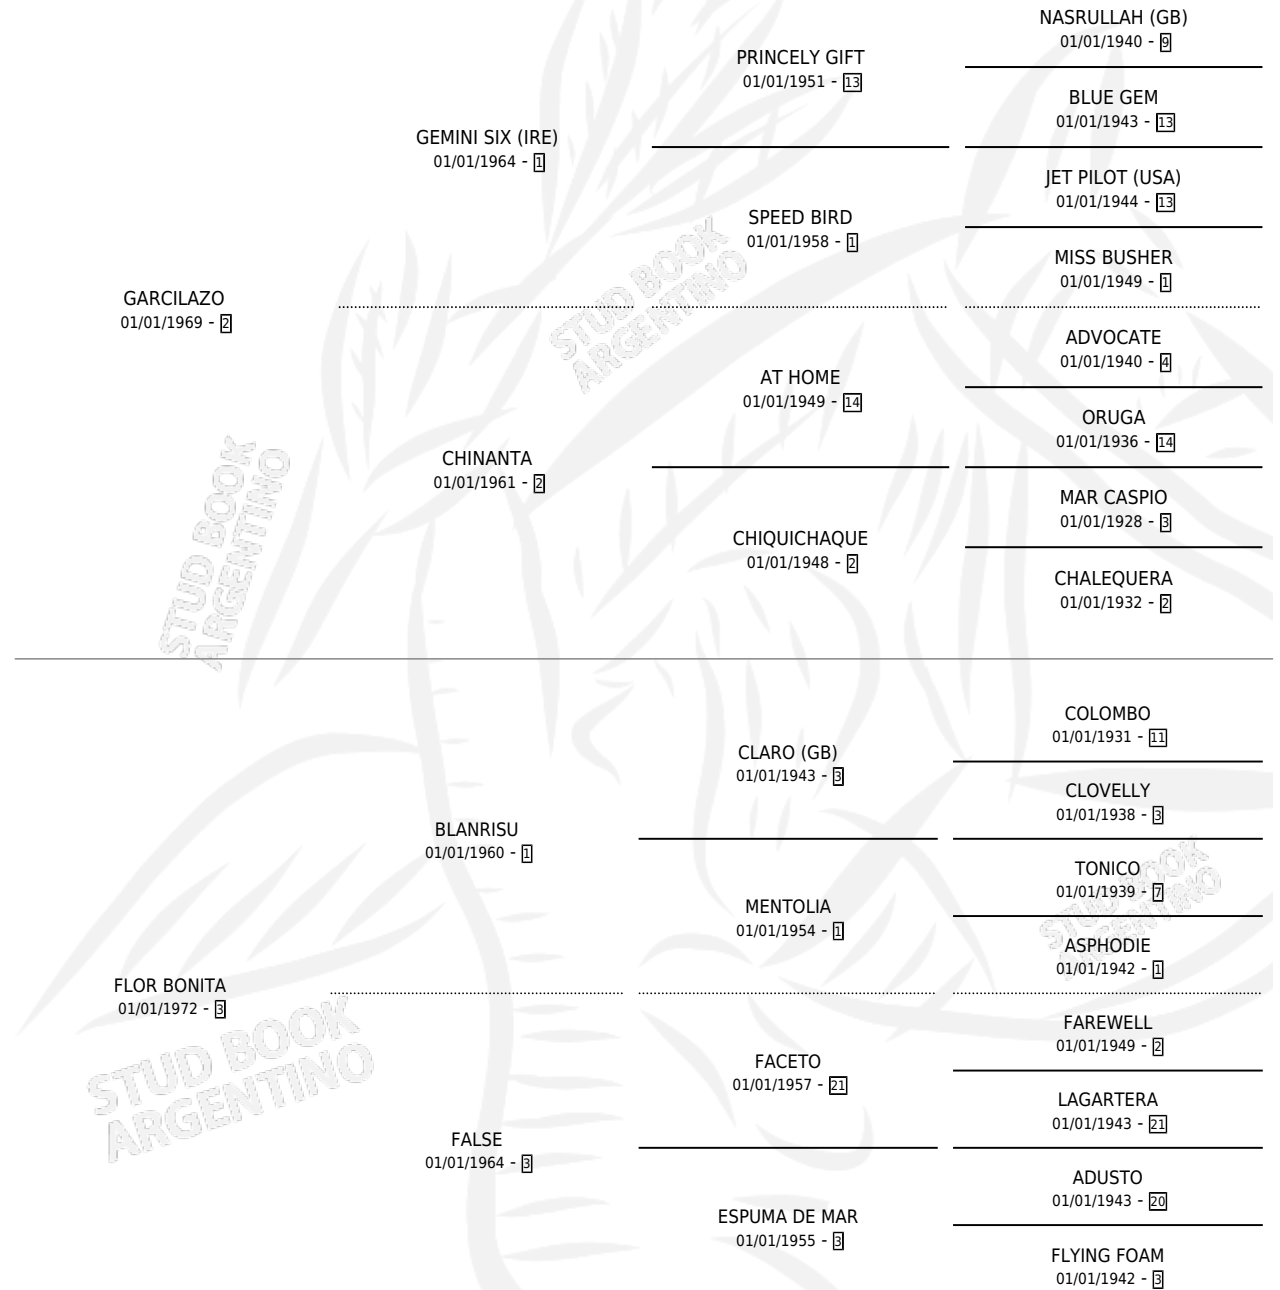 NASRULLAH (GB)
01/01/1940 - 9
PRINCELY GIFT
01/01/1951 - 13
BLUE GEM
01/01/1943 - 13
GEMINI SIX (IRE)
01/01/1964 - 1
JET PILOT (USA)
01/01/1944 - 13
SPEED BIRD
01/01/1958 - 1
MISS BUSHER
01/01/1949 - 1
GARCILAZO
01/01/1969 - 2
STUD BOOK
ARGENTINO
ADVOCATE
01/01/1940 - 4
AT HOME
01/01/1949 - 14
ORUGA
01/01/1936 - 14
CHINANTA
01/01/1961 - 2
MAR CASPIO
01/01/1928 - 3
CHIQUICHAQUE
01/01/1948 - 2
CHALEQUERA
01/01/1932 - 2
STUD BOOK
ARGENTINO
COLOMBO
01/01/1931 - 11
CLARO (GB)
01/01/1943 - 3
CLOVELLY
01/01/1938 - 3
BLANRISU
01/01/1960 - 1
TONICO
01/01/1939 - 7
MENTOLIA
01/01/1954 - 1
ASPHODIE
01/01/1942 - 1
STUD BOOK
ARGENTINO
FLOR BONITA
01/01/1972 - 3
STUD BOOK
ARGENTINO
FAREWELL
01/01/1949 - 2
FACETO
01/01/1957 - 21
LAGARTERA
01/01/1943 - 21
FALSE
01/01/1964 - 3
ADUSTO
01/01/1943 - 20
ESPUMA DE MAR
01/01/1955 - 3
FLYING FOAM
01/01/1942 - 3